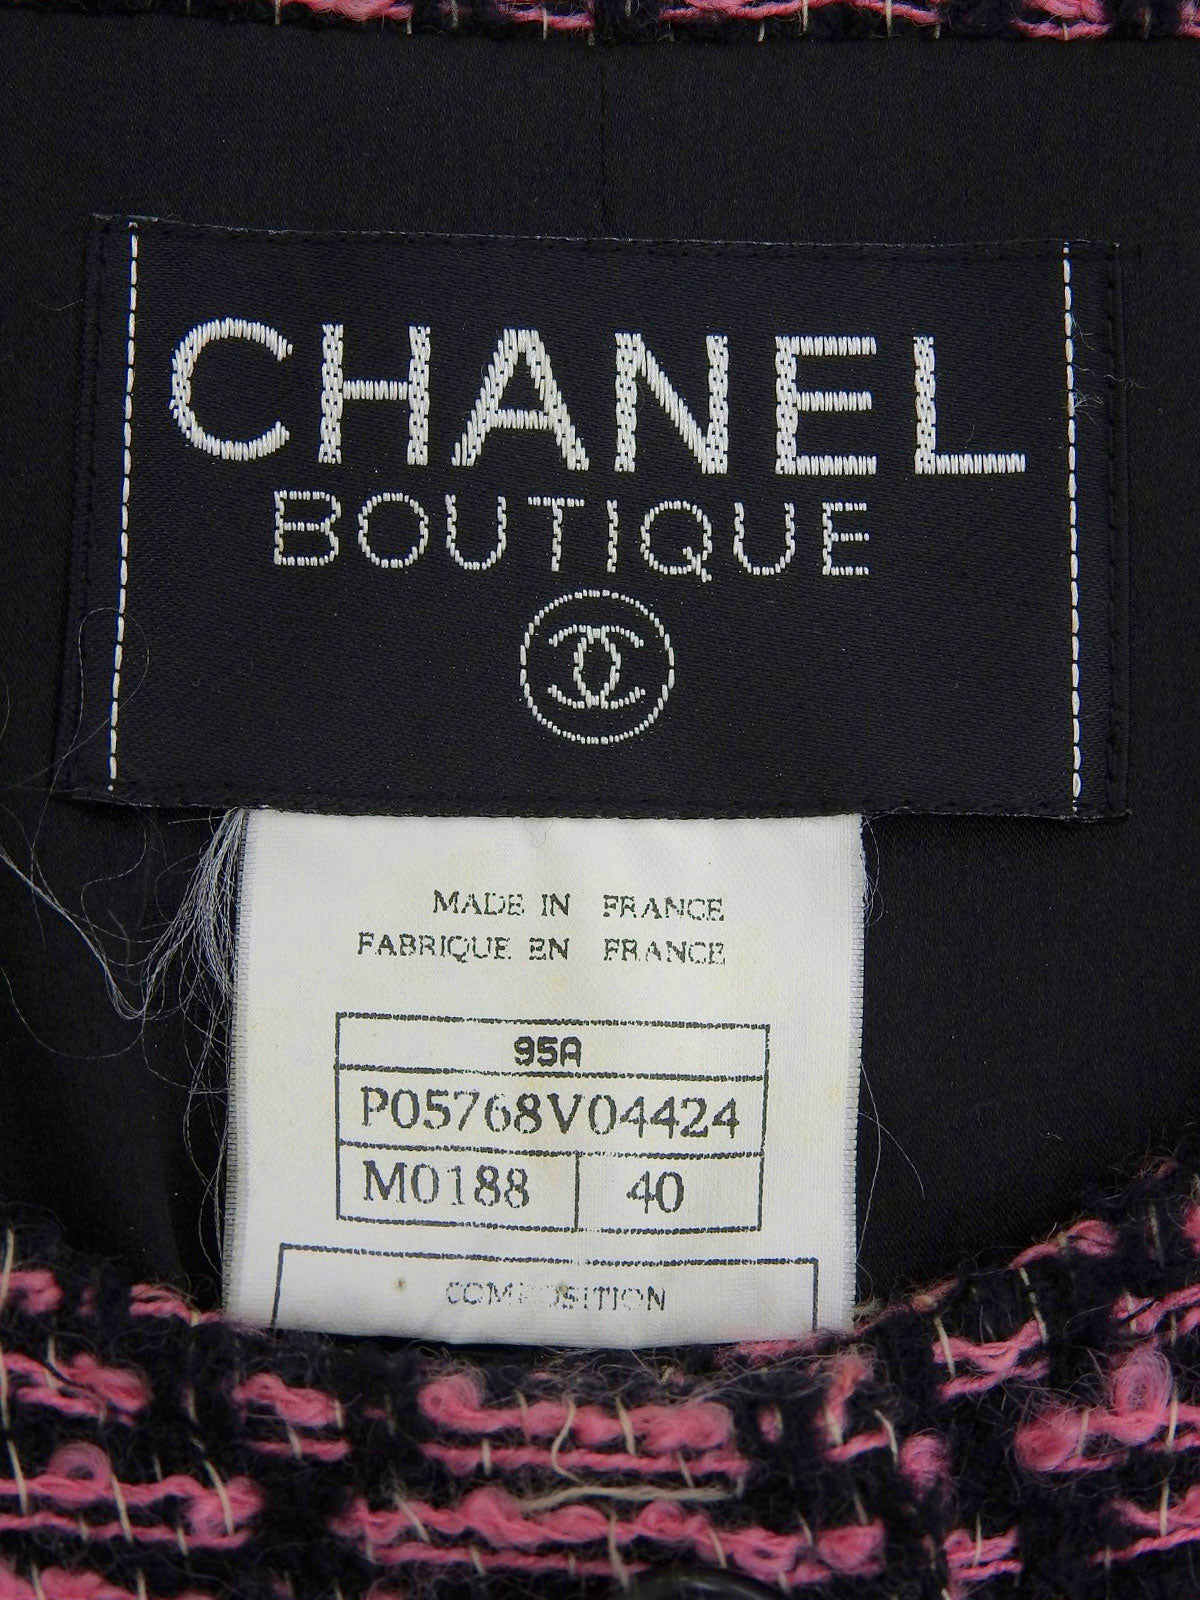 CHANEL
BOUTIQUE
MADE IN FRANCE
FABRIQUE EN FRANCE
95A
P05768V04424
M0188 40
COMPOSITION